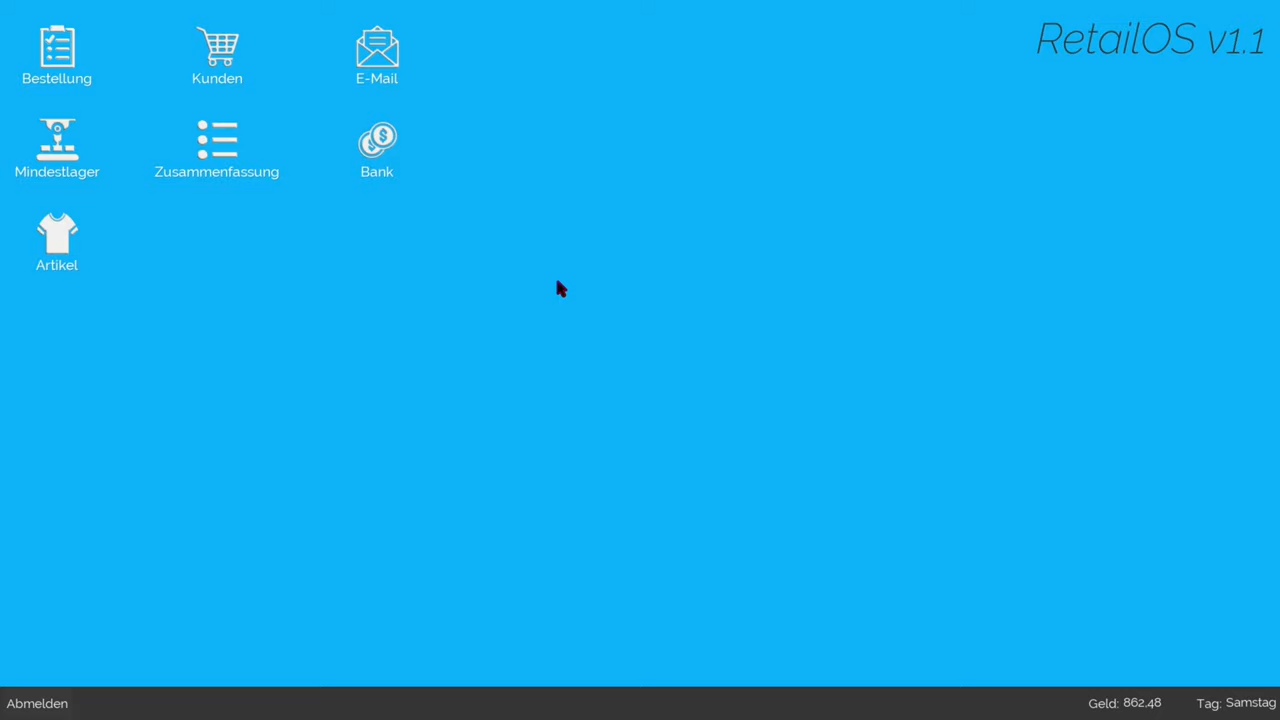 RetailOS v1.1
Bestellung
Kunden
E-Mail
Mindestlager
Zusammenfassung
Bank
Artikel
Abmelden
Geld: 862,48
Tag: Samstag